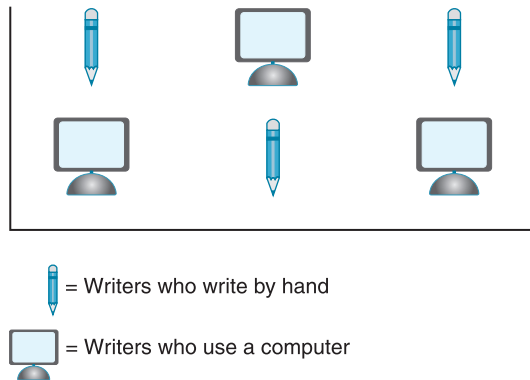 = Writers who write by hand
= Writers who use a computer